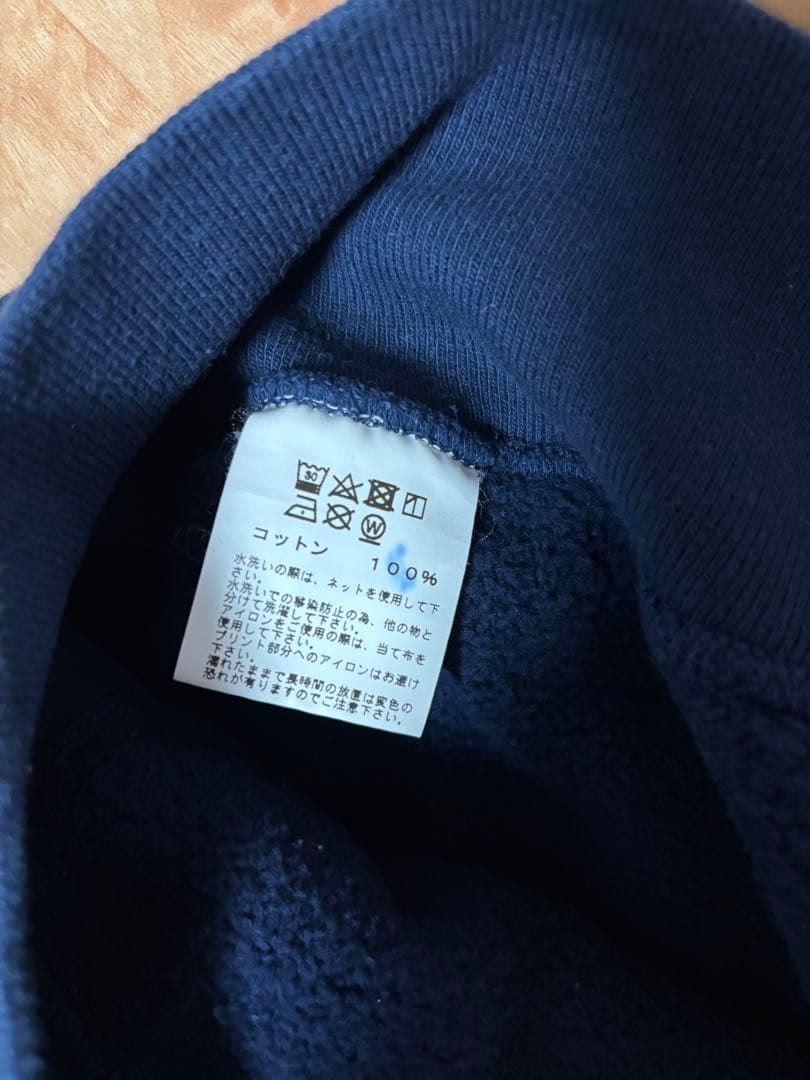 30
W
コットン 100%
水洗いの際は、ネットを使用して下
さい。
水洗いでの移染防止の為、他の物と
分けて洗濯して下さい。
アイロンをご使用の際は、当て布を
使用して下さい。
プリント部分へのアイロンはお避け
下さい。
濡れたままで長時間の放置は変色の
恐れが有りますのでご注意下さい。